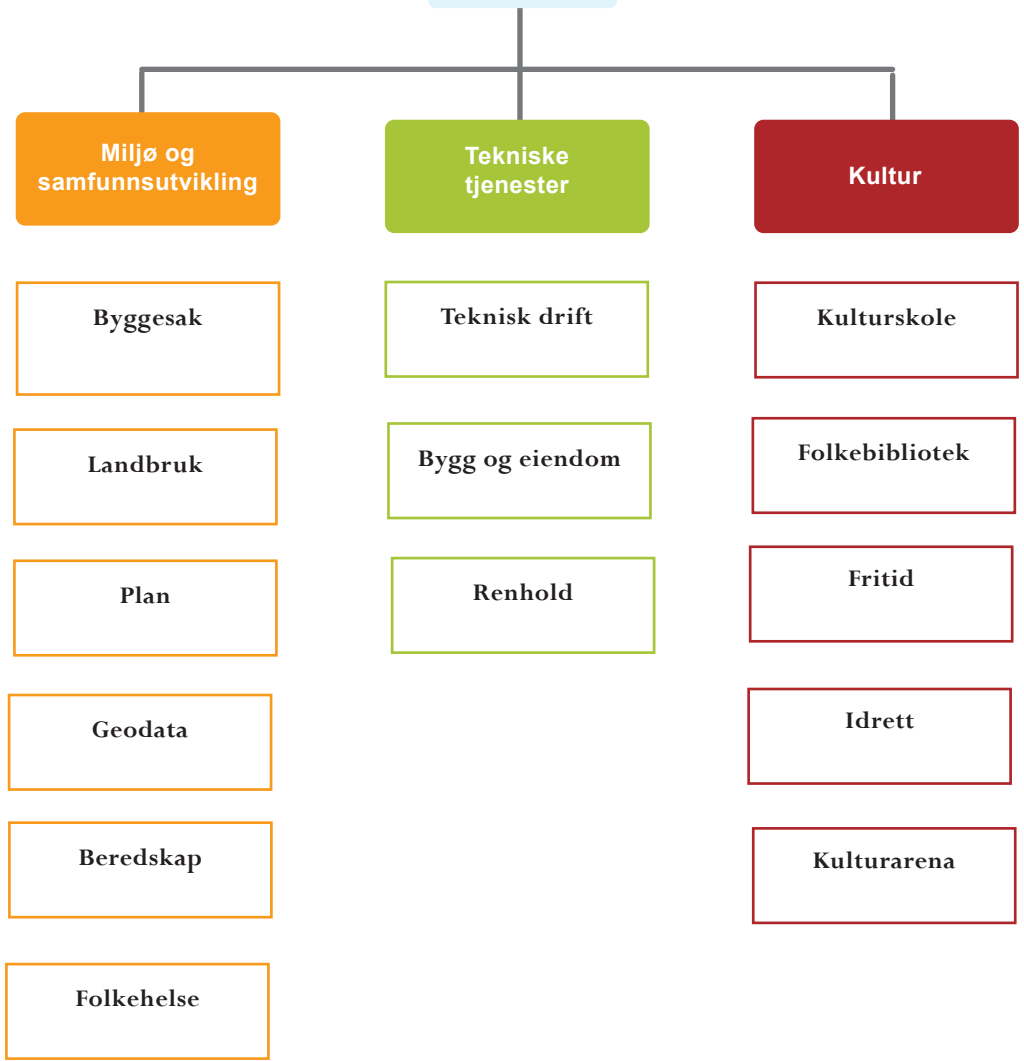 Miljø og
samfunnsutvikling
Byggesak
Landbruk
Plan
Geodata
Beredskap
Folkehelse
Tekniske
tjenester
Teknisk drift
Bygg og eiendom
Renhold
Kultur
Kulturskole
Folkebibliotek
Fritid
Idrett
Kulturarena